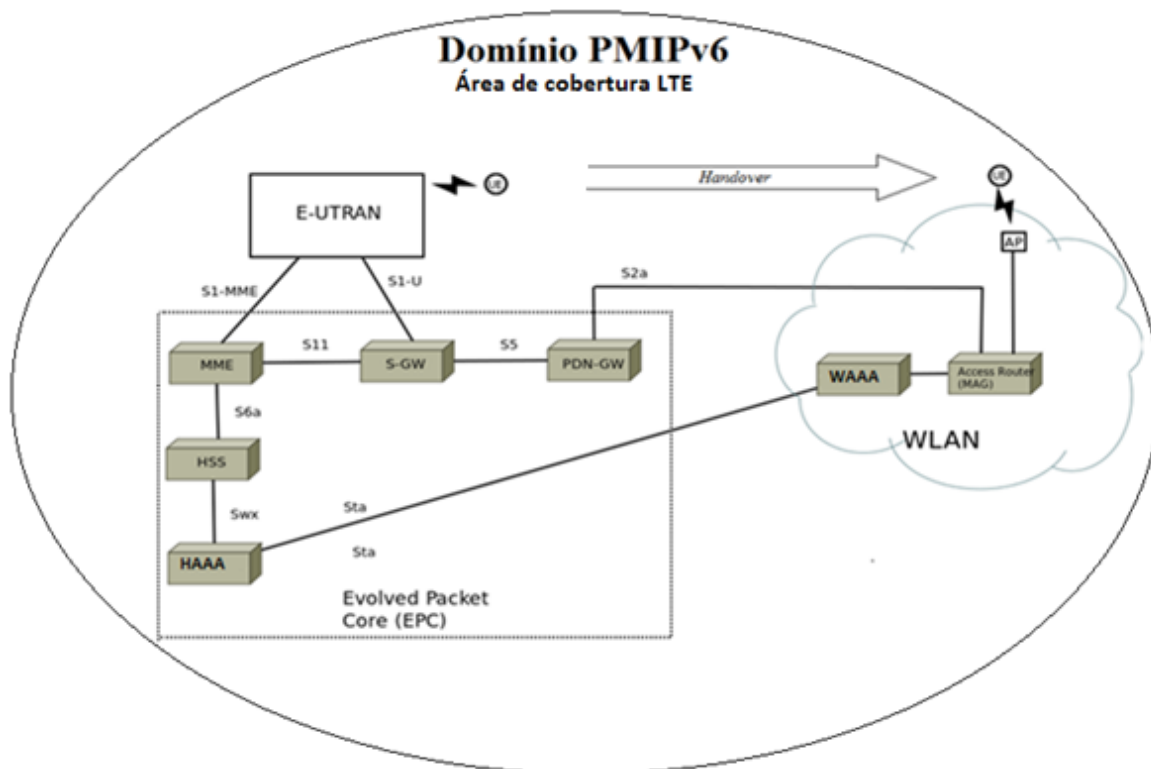 Domínio PMIPv6
Área de cobertura LTE
UE
Handover
UE
E-UTRAN
AP
S1-MME
S1-U
S2a
MME
S11
S-GW
S5
PDN-GW
WAAA
Access Router
(MAG)
S6a
WLAN
HSS
Swx
Sta
Sta
HAAA
Evolved Packet
Core (EPC)